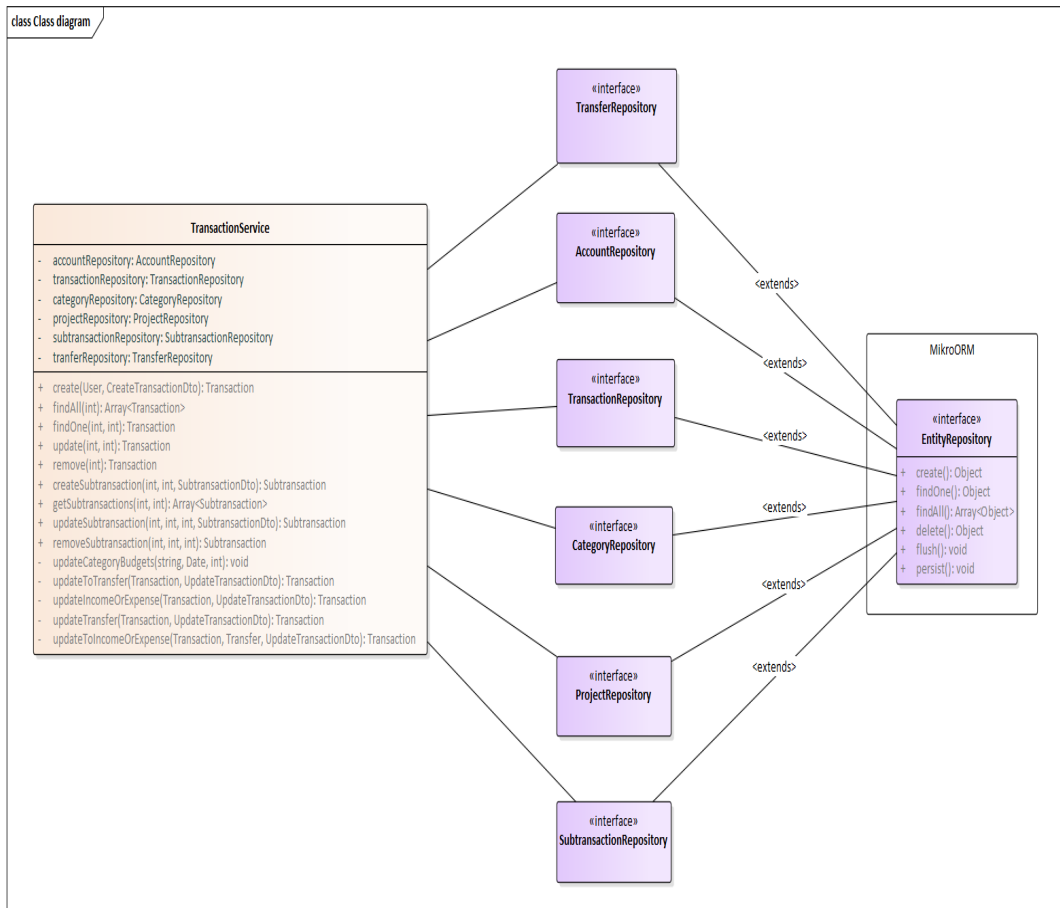 class Class diagram
«interface»
TransferRepository
TransactionService
- accountRepository: AccountRepository
- transactionRepository: TransactionRepository
- categoryRepository: CategoryRepository
- projectRepository: ProjectRepository
- subtransactionRepository: SubtransactionRepository
- tranferRepository: TransferRepository
+ create(User, CreateTransactionDto): Transaction
+ findAll(int): Array<Transaction>
+ findOne(int, int): Transaction
+ update(int, int): Transaction
+ remove(int): Transaction
+ createSubtransaction(int, int, SubtransactionDto): Subtransaction
+ getSubtransactions(int, int): Array<Subtransaction>
+ updateSubtransaction(int, int, int, SubtransactionDto): Subtransaction
+ removeSubtransaction(int, int, int): Subtransaction
- updateCategoryBudgets(string, Date, int): void
- updateToTransfer(Transaction, UpdateTransactionDto): Transaction
- updateIncomeOrExpense(Transaction, UpdateTransactionDto): Transaction
- updateTransfer(Transaction, UpdateTransactionDto): Transaction
- updateToIncomeOrExpense(Transaction, Transfer, UpdateTransactionDto): Transaction
«interface»
AccountRepository
«interface»
TransactionRepository
«interface»
CategoryRepository
«interface»
ProjectRepository
«interface»
SubtransactionRepository
<extends>
<extends>
<extends>
<extends>
<extends>
<extends>
MikroORM
«interface»
EntityRepository
+ create(): Object
+ findOne(): Object
+ findAll(): Array<Object>
+ delete(): Object
+ flush(): void
+ persist(): void